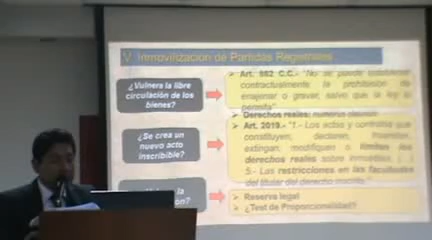 V. Inmovilización de Partidas Registrales
¿Vulnera la libre
circulación de los
bienes?
Art. 882 C.C.- "No se puede establecer
contractualmente la prohibición de
enajenar o gravar, salvo que la ley lo
permita"
¿Se crea un
nuevo acto
inscribible?
Derechos reales: numerus clausus
Art. 2019.- "1.- Los actos y contratos que
constituyen, declaren, trasmitan,
extingan, modifiquen o limiten los
derechos reales sobre inmuebles, (...)
5.- Las restricciones en las facultades
del titular del derecho inscrito."
la
Reserva legal
¿Test de Proporcionalidad?